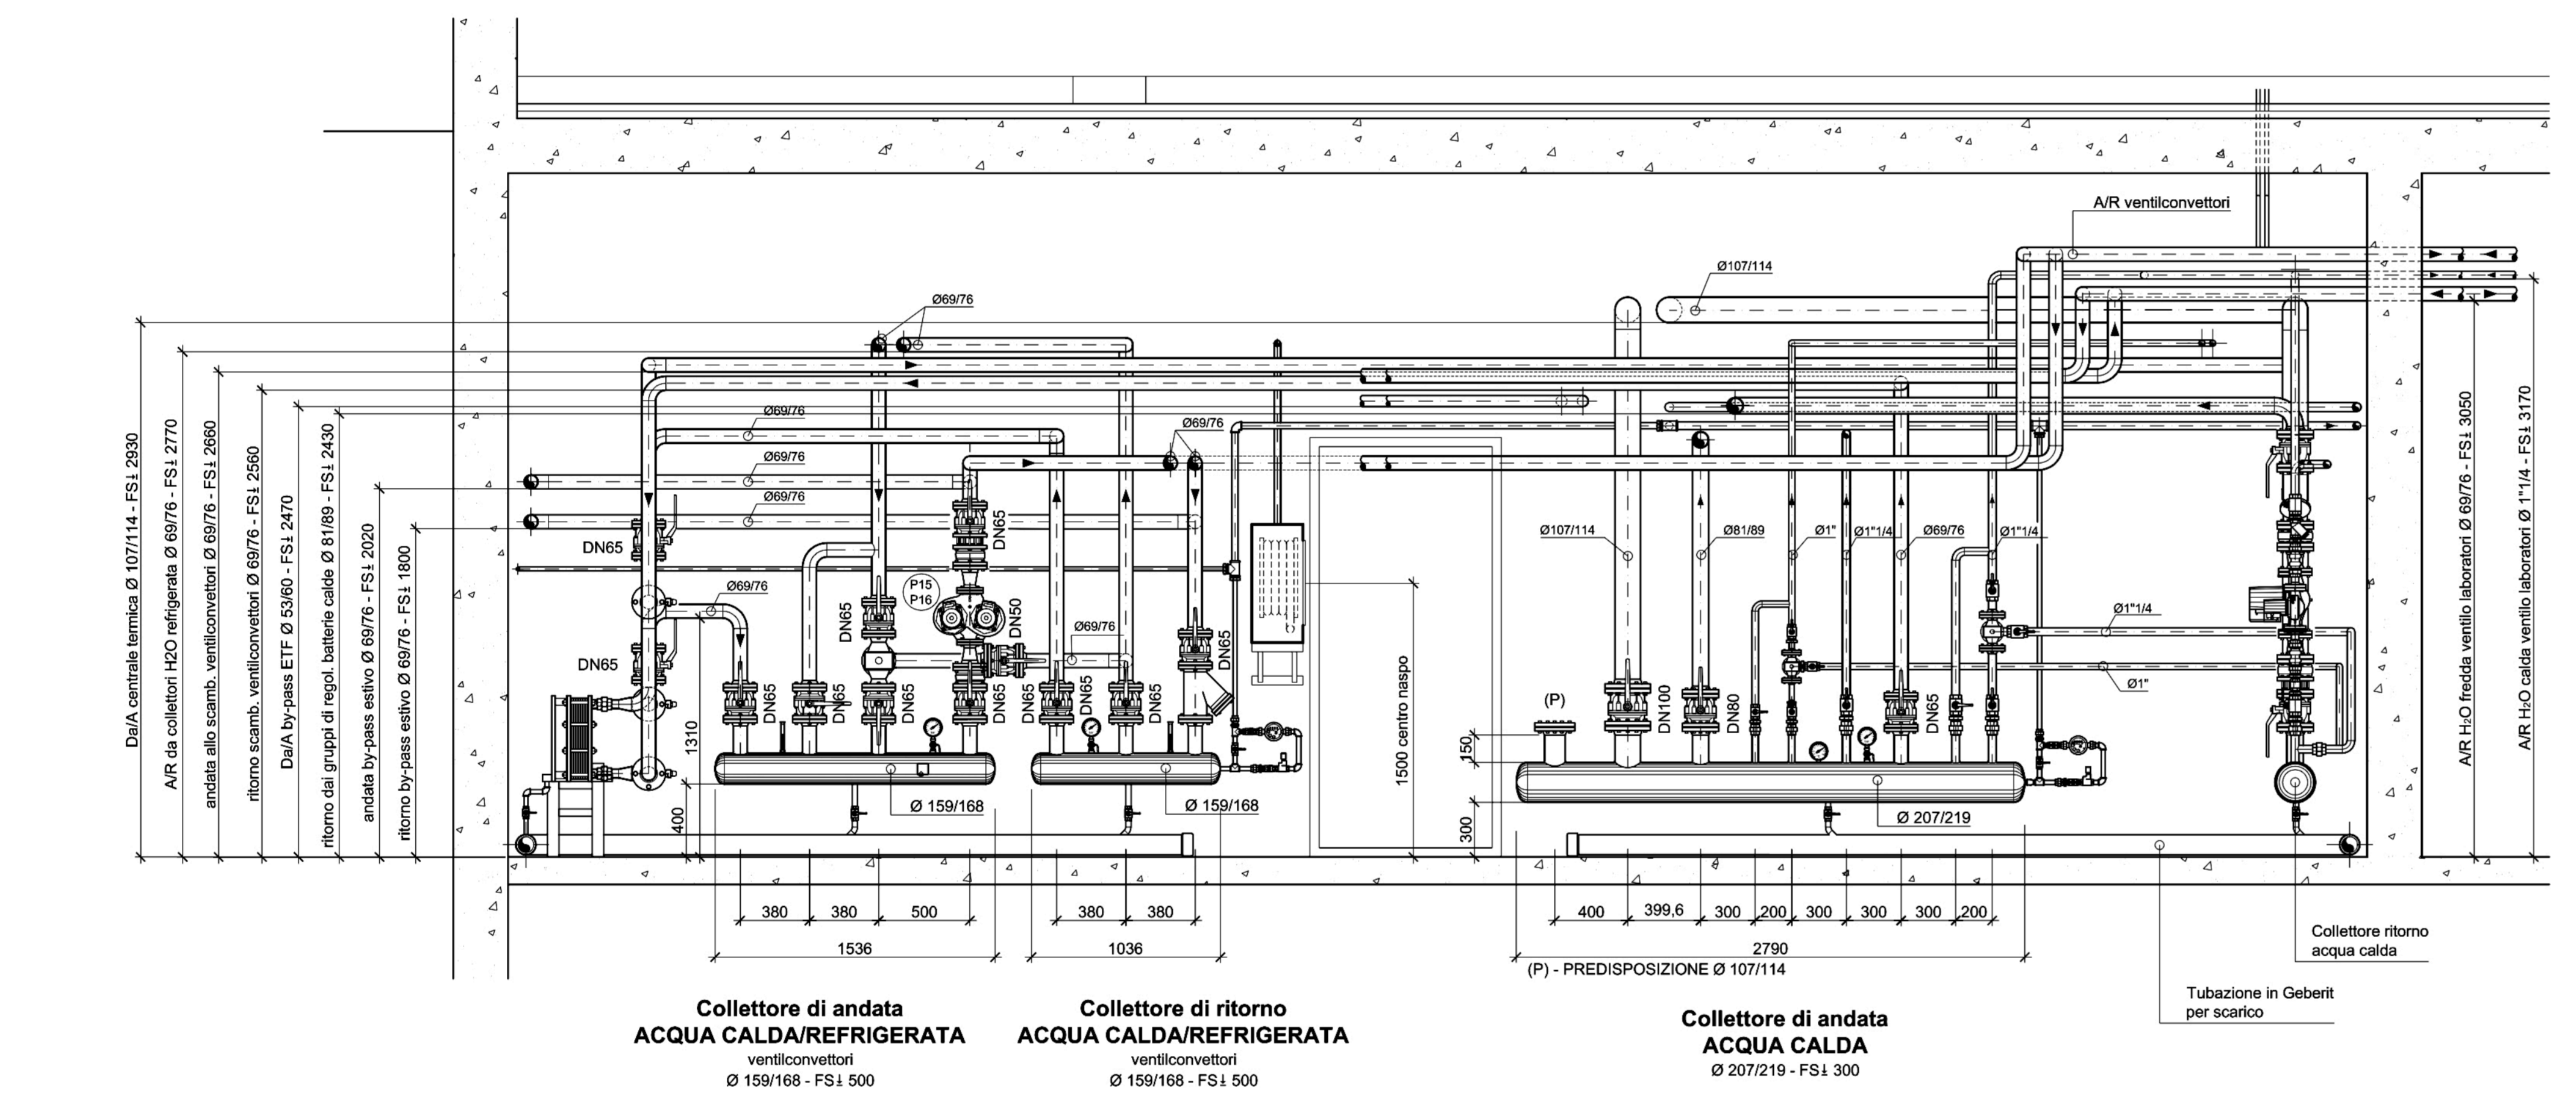 A/R ventilconvettori
Ø107/114
Ø69/76
Da/A centrale termica Ø 107/114 - FS± 2930
A/R da collettori H2O refrigerata Ø 69/76 - FS± 2770
andata allo scamb. ventilconvettori Ø 69/76 - FS± 2660
ritorno scamb. ventilconvettori Ø 69/76 - FS± 2560
Da/A by-pass ETF Ø 53/60 - FS± 2470
ritorno dai gruppi di regol. batterie calde Ø 81/89 - FS± 2430
andata by-pass estivo Ø 69/76 - FS± 2020
ritorno by-pass estivo Ø 69/76 - FS± 1800
A/R H₂O fredda ventilo laboratori Ø 69/76 - FS± 3050
A/R H₂O calda ventilo laboratori Ø 1"1/4 - FS± 3170
Ø69/76
Ø69/76
Ø69/76
Ø69/76
DN65
DN65
DN65
Ø69/76
P15
P16
DN65
DN50
Ø69/76
DN65
DN65
DN65
DN65
DN65
DN65
DN65
DN65
DN65
1310
400
Ø 159/168
Ø 159/168
1500 centro naspo
Ø107/114
Ø81/89
Ø1"
Ø1"1/4
Ø69/76
Ø1"1/4
Ø1"1/4
Ø1"
(P)
DN100
DN80
DN65
150
300
Ø 207/219
380
380
500
380
380
400
399,6
300
200
300
300
300
200
1536
1036
2790
(P) - PREDISPOSIZIONE Ø 107/114
Collettore ritorno
acqua calda
Tubazione in Geberit
per scarico
Collettore di andata
ACQUA CALDA/REFRIGERATA
ventilconvettori
Ø 159/168 - FS± 500
Collettore di ritorno
ACQUA CALDA/REFRIGERATA
ventilconvettori
Ø 159/168 - FS± 500
Collettore di andata
ACQUA CALDA
Ø 207/219 - FS± 300